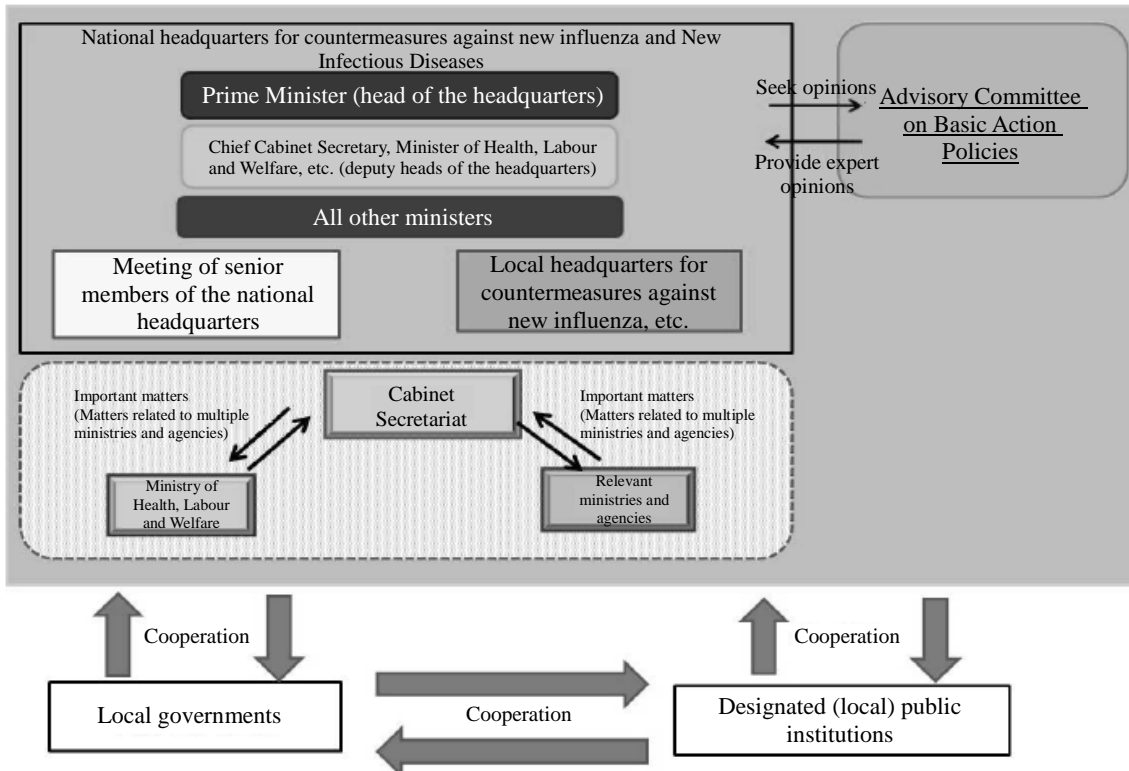 National headquarters for countermeasures against new influenza and New
Infectious Diseases
Prime Minister (head of the headquarters)
Chief Cabinet Secretary, Minister of Health, Labour
and Welfare, etc. (deputy heads of the headquarters)
All other ministers
Meeting of senior
members of the national
headquarters
Local headquarters for
countermeasures against
new influenza, etc.
Seek opinions
Provide expert
opinions
Advisory Committee
on Basic Action
Policies
Important matters
(Matters related to multiple
ministries and agencies)
Cabinet
Secretariat
Important matters
(Matters related to multiple
ministries and agencies)
Ministry of
Health, Labour
and Welfare
Relevant
ministries and
agencies
Cooperation
Cooperation
Local governments
Cooperation
Designated (local) public
institutions